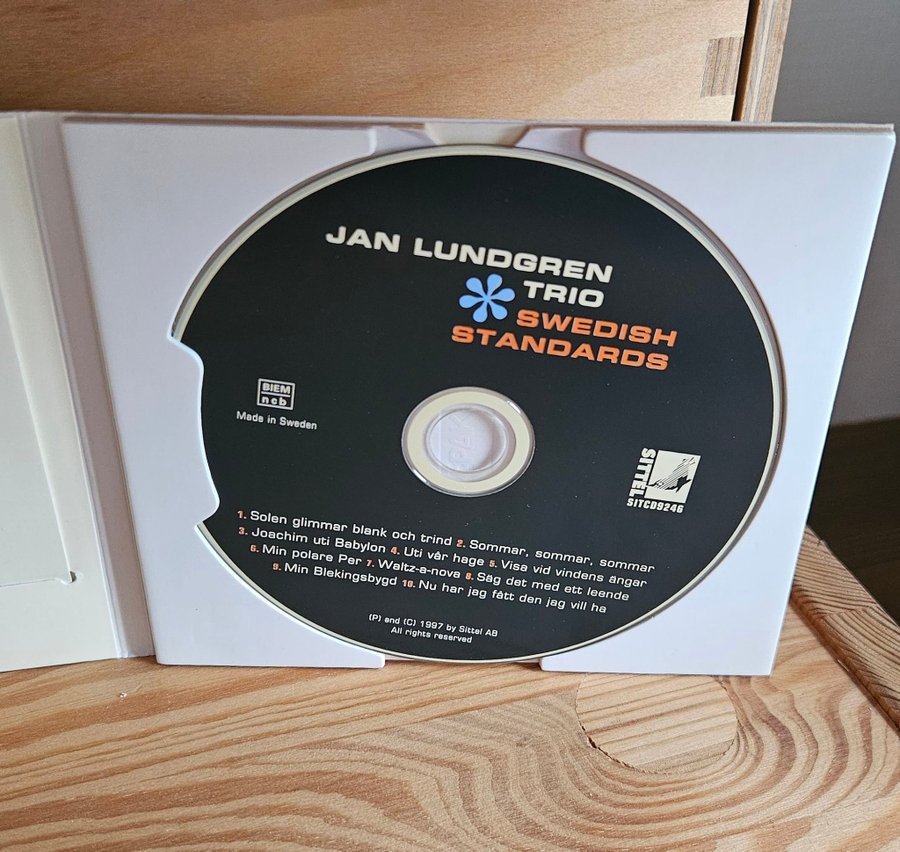 JAN LUNDGREN
TRIO
SWEDISH
STANDARDS
BIEM
ncb
Made in Sweden
SITTEL
SITCD9246
1. Solen glimmar blank och trind 2. Sommar, sommar, sommar
3. Joachim uti Babylon 4. Uti vår hage 5. Visa vid vindens ängar
6. Min polare Per 7. Waltz-a-nova 8. Säg det med ett leende
9. Min Blekingsbygd 10. Nu har jag fått den jag vill ha
(P) and (C) 1997 by Sittel AB
All rights reserved